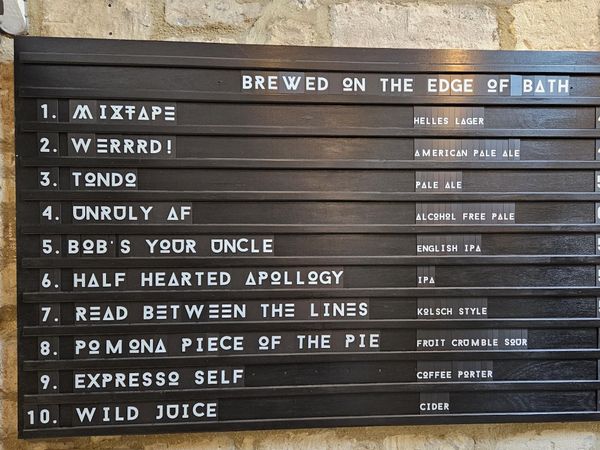 BREWED ON THE EDGE OF BATH
1. MIXTAPE HELLES LAGER
2. WERRRD! AMERICAN PALE ALE
3. TONDO PALE ALE
4. UNRULY AF ALCOHOL FREE PALE
5. BOB'S YOUR UNCLE ENGLISH IPA
6. HALF HEARTED APOLLOGY IPA
7. READ BETWEEN THE LINES KOLSCH STYLE
8. POMONA PIECE OF THE PIE FRUIT CRUMBLE SOUR
9. EXPRESSO SELF COFFEE PORTER
10. WILD JUICE CIDER